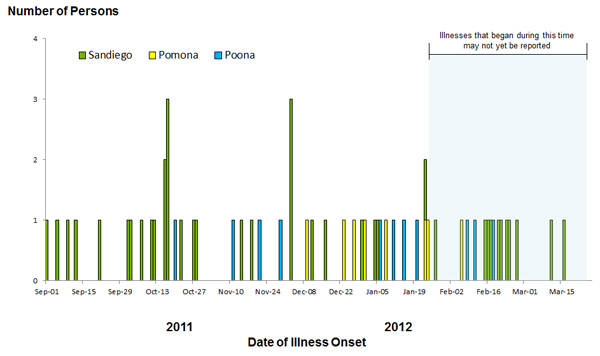 Number of Persons
Illnesses that began during this time
may not yet be reported
4
Sandiego Pomona Poona
3
2
1
0
Sep-01 Sep-15 Sep-29 Oct-13 Oct-27 Nov-10 Nov-24 Dec-08 Dec-22 Jan-05 Jan-19 Feb-02 Feb-16 Mar-01 Mar-15
2011 2012
Date of Illness Onset